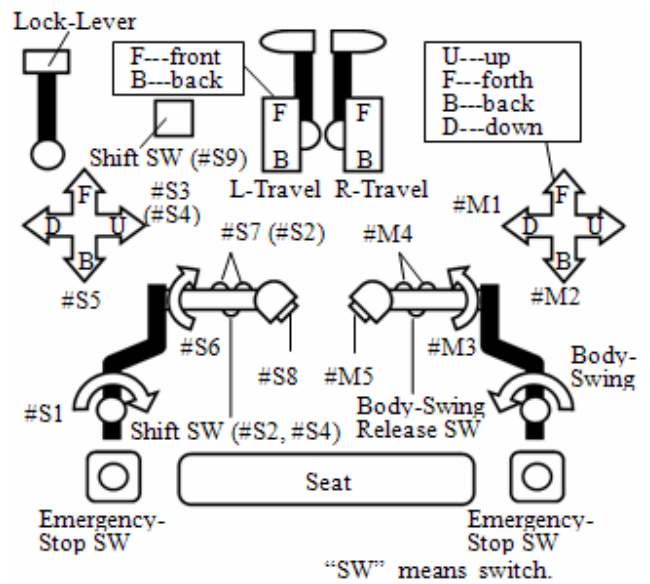 Lock-Lever
F---front
B---back
U---up
F---forth
B---back
D---down
F
F
B
B
Shift SW (#S9)
L-Travel
R-Travel
#S3
(#S4)
#M1
F
D
U
B
F
D
U
B
#S7 (#S2)
#M4
#S5
#M2
#S6
#S8
#M5
#M3
Body-
Swing
#S1
Shift SW (#S2, #S4)
Body-Swing
Release SW
Seat
Emergency-
Stop SW
Emergency-
Stop SW
“SW” means switch.